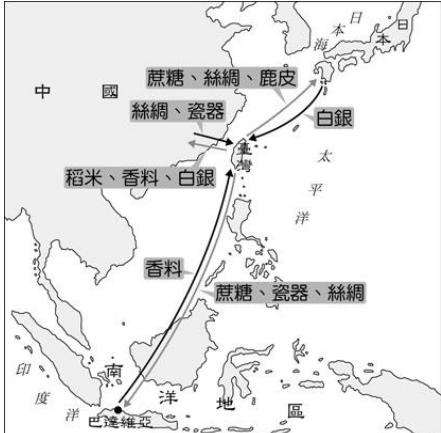 日本
日本海
中國
蔗糖、絲綢、鹿皮
絲綢、瓷器
白銀
臺灣
稻米、香料、白銀
太平洋
香料
蔗糖、瓷器、絲綢
南洋地區
印度洋
巴達維亞